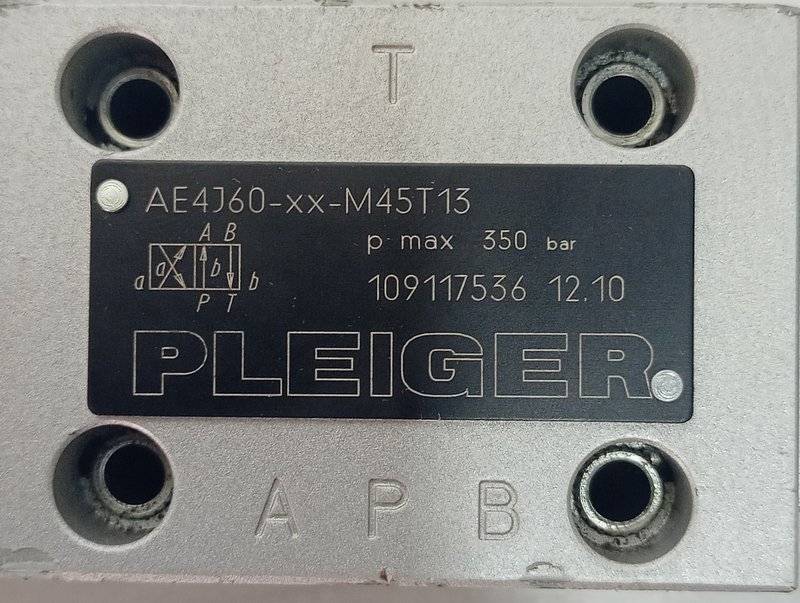 T
AE4J60-xx-M45T13
A B
p max 350 bar
a a b b
P T
109117536 12.10
PLEIGER
A P B